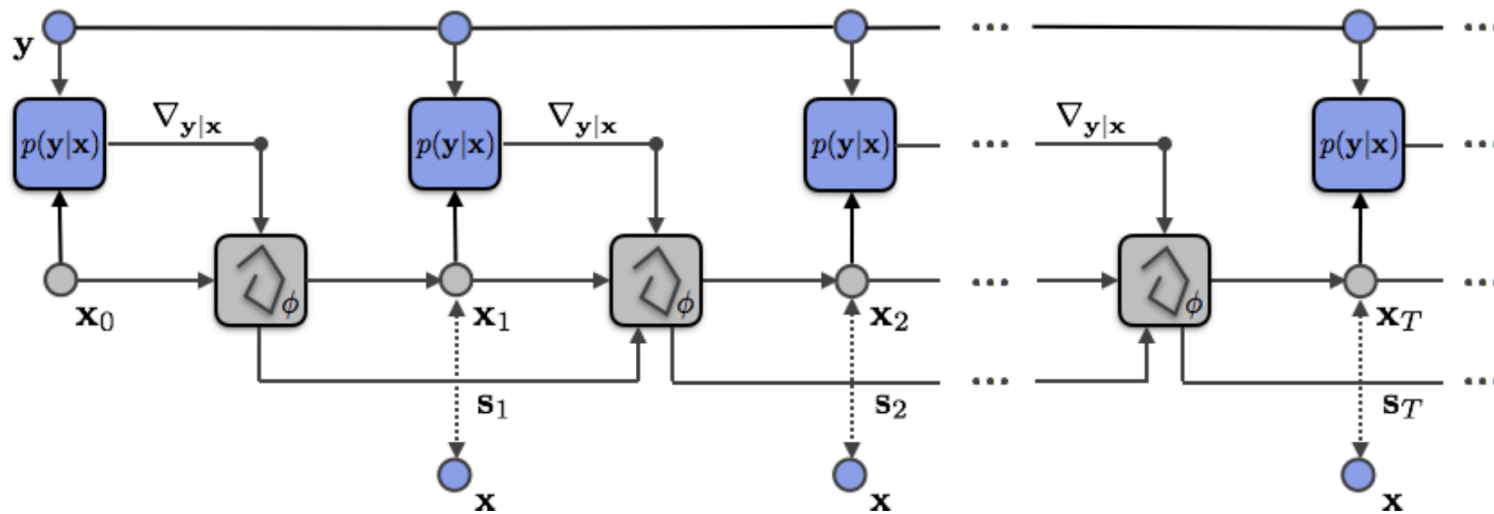 y ... ...
∇y|x ∇y|x ∇y|x
p(y|x) p(y|x) p(y|x) ... p(y|x) ...
ϕ ϕ ... ϕ ...
x0 x1 x2 xT
... ...
s1 s2 sT
x x x